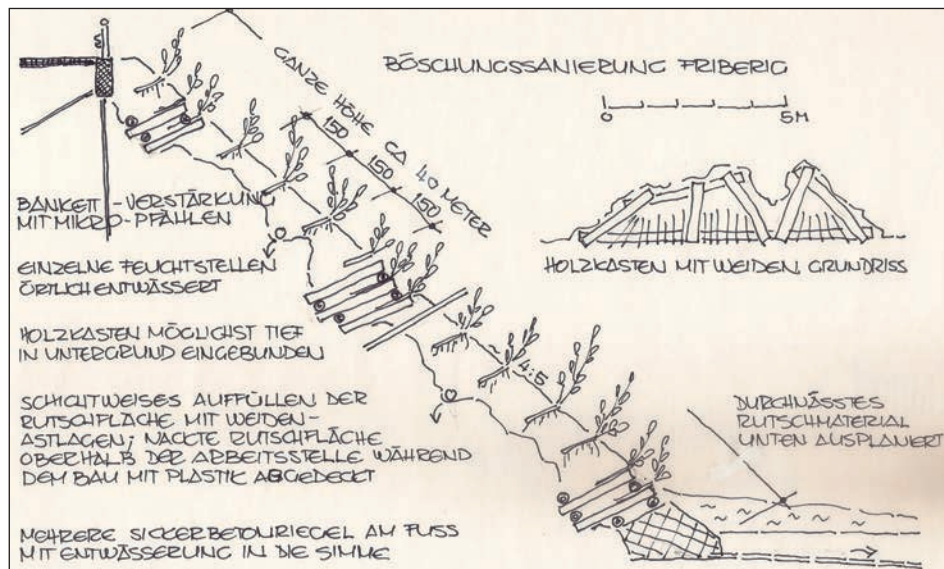 BÖSCHUNGSSANIERUNG FRIBERIG
0 5M
GANZE HÖHE CA 40 METER
150
150
150
BANKETT-VERSTÄRKUNG
MIT MIKRO-PFÄHLEN
HOLZKASTEN MIT WEIDEN, GRUNDRISS
EINZELNE FEUCHTSTELLEN
ÖRTLICH ENTWÄSSERT
HOLZKASTEN MÖGLICHST TIEF
IN UNTERGRUND EINGEBUNDEN
4:5
SCHICHTWEISES AUFFÜLLEN DER
RUTSCHFLÄCHE MIT WEIDEN-
ASTLAGEN; NACKTE RUTSCHFLÄCHE
OBERHALB DER ARBEITSSTELLE WÄHREND
DEM BAU MIT PLASTIK ABGEDECKT
DURCHNÄSSTES
RUTSCHMATERIAL
UNTEN AUSPLANIERT
MEHRERE SICKERBETONRIEGEL AM FUSS
MIT ENTWÄSSERUNG IN DIE SIMME